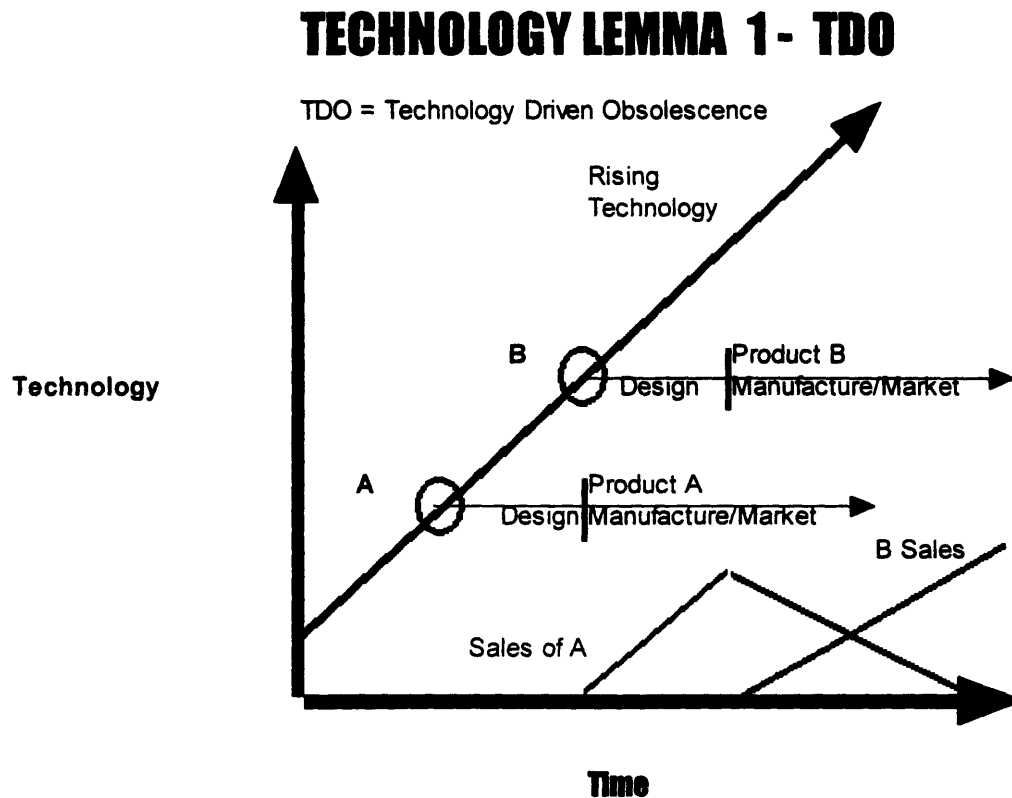 TECHNOLOGY LEMMA 1 - TDO
TDO = Technology Driven Obsolescence
Rising
Technology
B
Product B
Technology
Design
Manufacture/Market
A
Product A
Design
Manufacture/Market
B Sales
Sales of A
Time